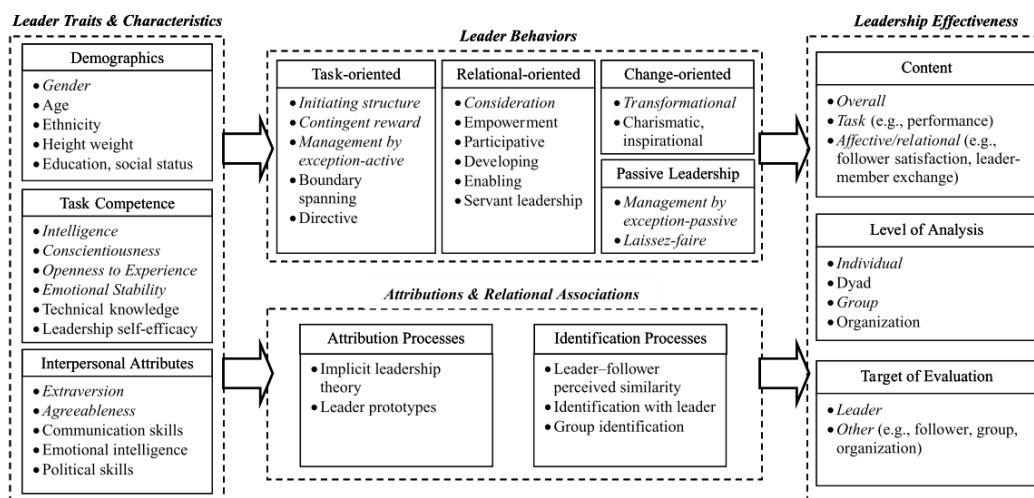 Leader Traits & Characteristics
Demographics
• Gender
• Age
• Ethnicity
• Height weight
• Education, social status
Task Competence
• Intelligence
• Conscientiousness
• Openness to Experience
• Emotional Stability
• Technical knowledge
• Leadership self-efficacy
Interpersonal Attributes
• Extraversion
• Agreeableness
• Communication skills
• Emotional intelligence
• Political skills
Leader Behaviors
Task-oriented
• Initiating structure
• Contingent reward
• Management by
exception-active
• Boundary
spanning
• Directive
Relational-oriented
• Consideration
• Empowerment
• Participative
• Developing
• Enabling
• Servant leadership
Change-oriented
• Transformational
• Charismatic,
inspirational
Passive Leadership
• Management by
exception-passive
• Laissez-faire
Attributions & Relational Associations
Attribution Processes
• Implicit leadership
theory
• Leader prototypes
Identification Processes
• Leader–follower
perceived similarity
• Identification with leader
• Group identification
Leadership Effectiveness
Content
• Overall
• Task (e.g., performance)
• Affective/relational (e.g.,
follower satisfaction, leader-
member exchange)
Level of Analysis
• Individual
• Dyad
• Group
• Organization
Target of Evaluation
• Leader
• Other (e.g., follower, group,
organization)